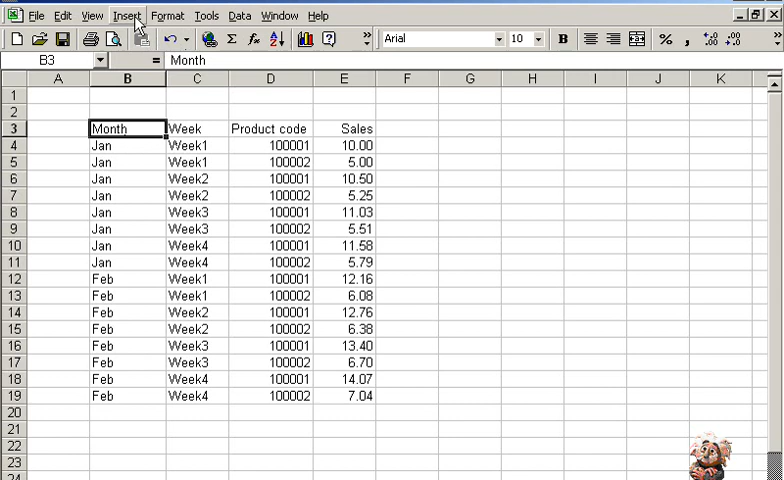 File Edit View Insert Format Tools Data Window Help
Arial 10 B % ,
B3 = Month
A B C D E F G H I J K
1
2
3 Month Week Product code Sales
4 Jan Week1 100001 10.00
5 Jan Week1 100002 5.00
6 Jan Week2 100001 10.50
7 Jan Week2 100002 5.25
8 Jan Week3 100001 11.03
9 Jan Week3 100002 5.51
10 Jan Week4 100001 11.58
11 Jan Week4 100002 5.79
12 Feb Week1 100001 12.16
13 Feb Week1 100002 6.08
14 Feb Week2 100001 12.76
15 Feb Week2 100002 6.38
16 Feb Week3 100001 13.40
17 Feb Week3 100002 6.70
18 Feb Week4 100001 14.07
19 Feb Week4 100002 7.04
20
21
22
23
24